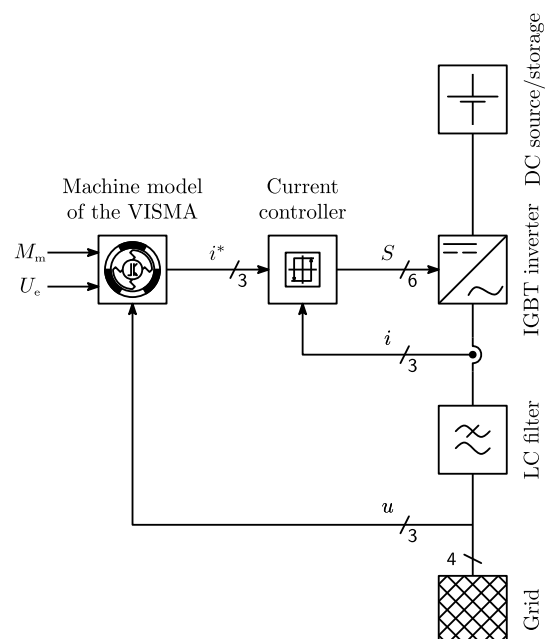 DC source/storage
Machine model
of the VISMA
Current
controller
M_m
U_e
i*
3
S
6
IGBT inverter
i
3
LC filter
u
3
4
Grid